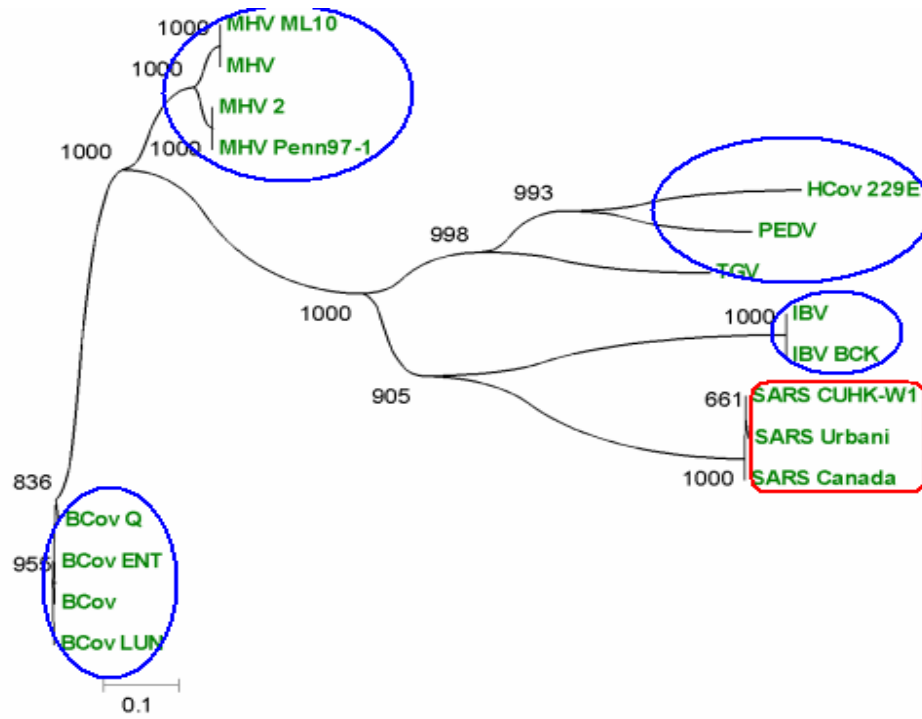 1000
MHV ML10
1000
MHV
MHV 2
1000
MHV Penn97-1
1000
993
HCov 229E
998
PEDV
TGV
1000
1000
IBV
IBV BCK
905
661
SARS CUHK-W1
SARS Urbani
1000
SARS Canada
836
BCov Q
955
BCov ENT
BCov
BCov LUN
0.1